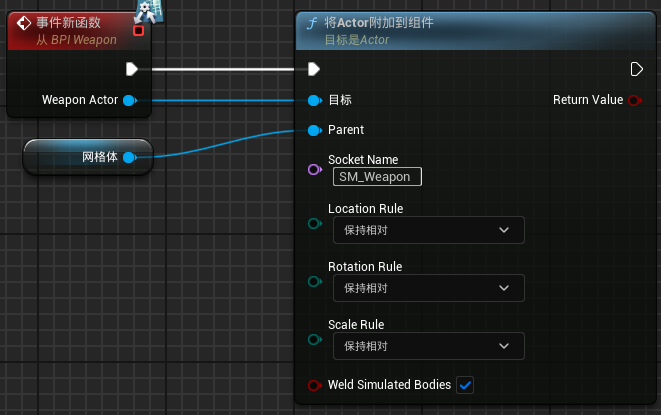 事件新函数
从 BPI Weapon
Weapon Actor
网格体
将Actor附加到组件
目标是Actor
目标
Return Value
Parent
Socket Name
SM_Weapon
Location Rule
保持相对
Rotation Rule
保持相对
Scale Rule
保持相对
Weld Simulated Bodies